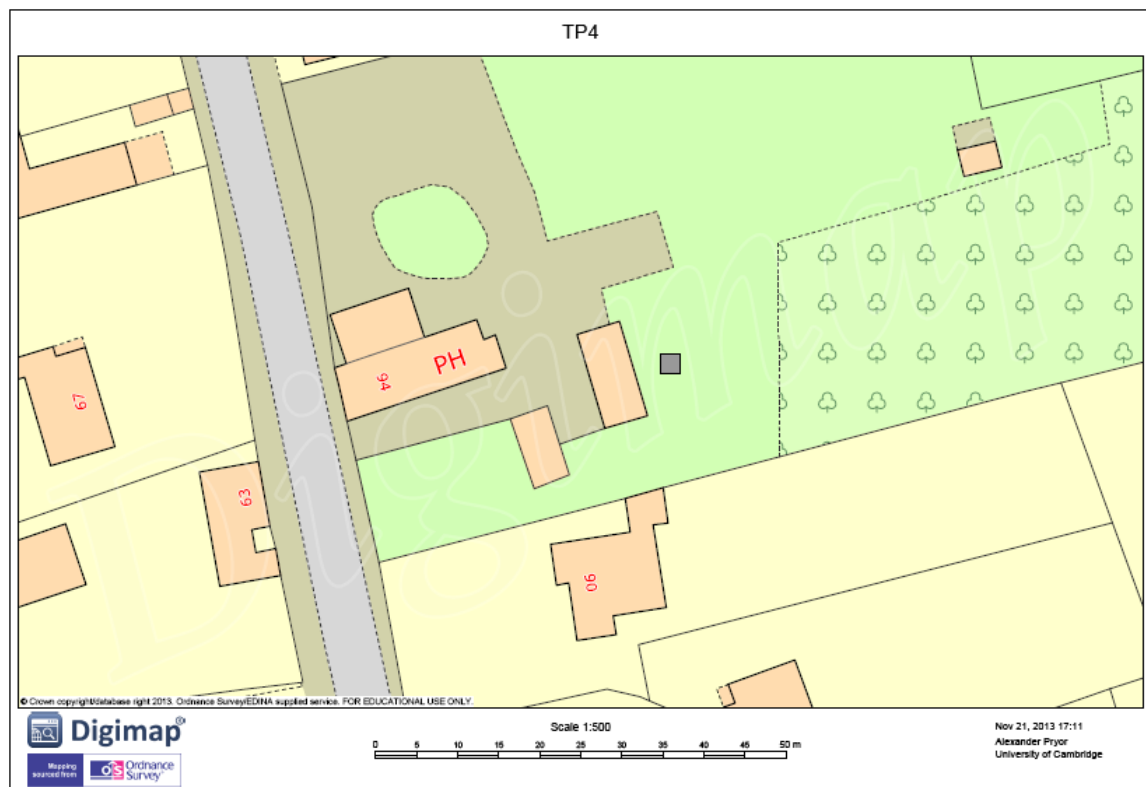 TP4
PH
94
67
63
90
© Crown copyright/database right 2013. Ordnance Survey/EDINA supplied service. FOR EDUCATIONAL USE ONLY.
Digimap®
Mapping
sourced from
OS Ordnance
Survey
Scale 1:500
0 5 10 15 20 25 30 35 40 45 50 m
Nov 21, 2013 17:11
Alexander Pryor
University of Cambridge
Digimap